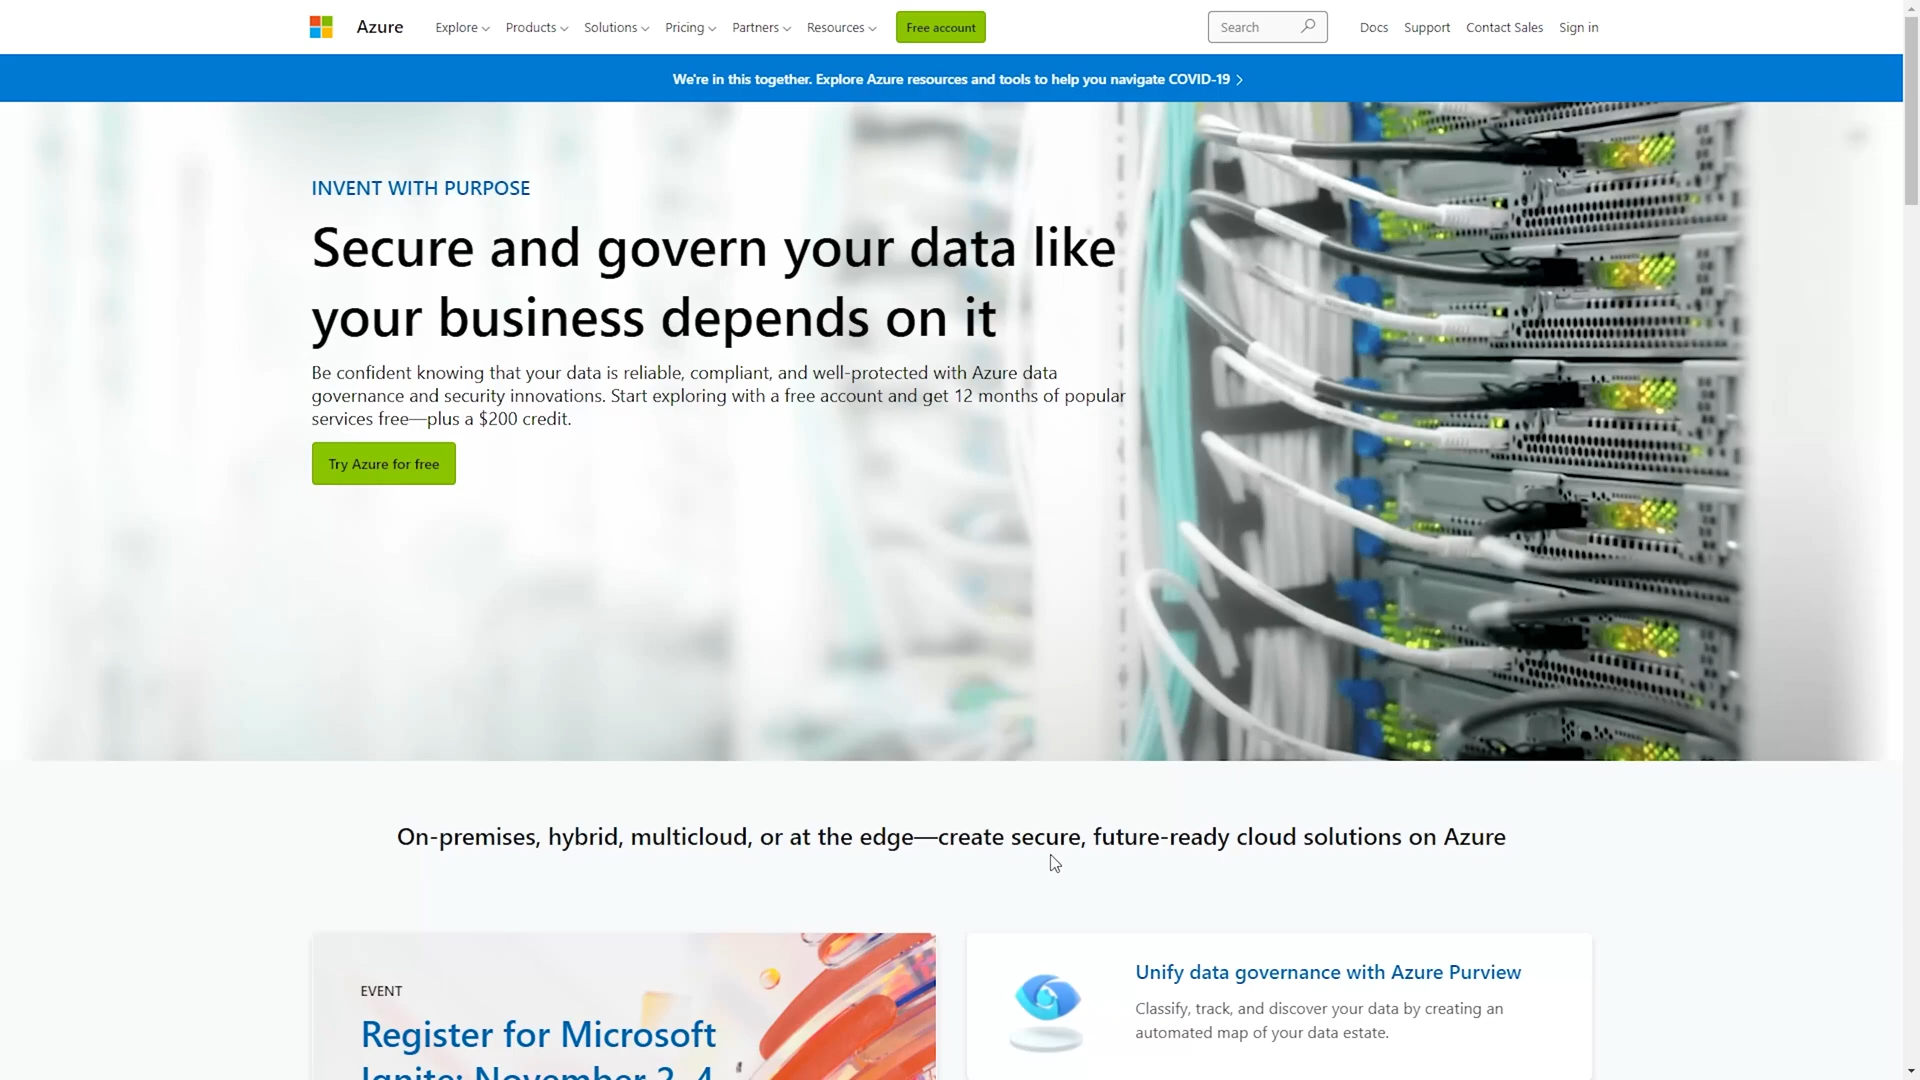 Azure Explore Products Solutions Pricing Partners Resources Free account Search Docs Support Contact Sales Sign in
We're in this together. Explore Azure resources and tools to help you navigate COVID-19
INVENT WITH PURPOSE
Secure and govern your data like
your business depends on it
Be confident knowing that your data is reliable, compliant, and well-protected with Azure data
governance and security innovations. Start exploring with a free account and get 12 months of popular
services free—plus a $200 credit.
Try Azure for free
On-premises, hybrid, multicloud, or at the edge—create secure, future-ready cloud solutions on Azure
EVENT
Register for Microsoft
Ignite: November 2–4
Unify data governance with Azure Purview
Classify, track, and discover your data by creating an
automated map of your data estate.